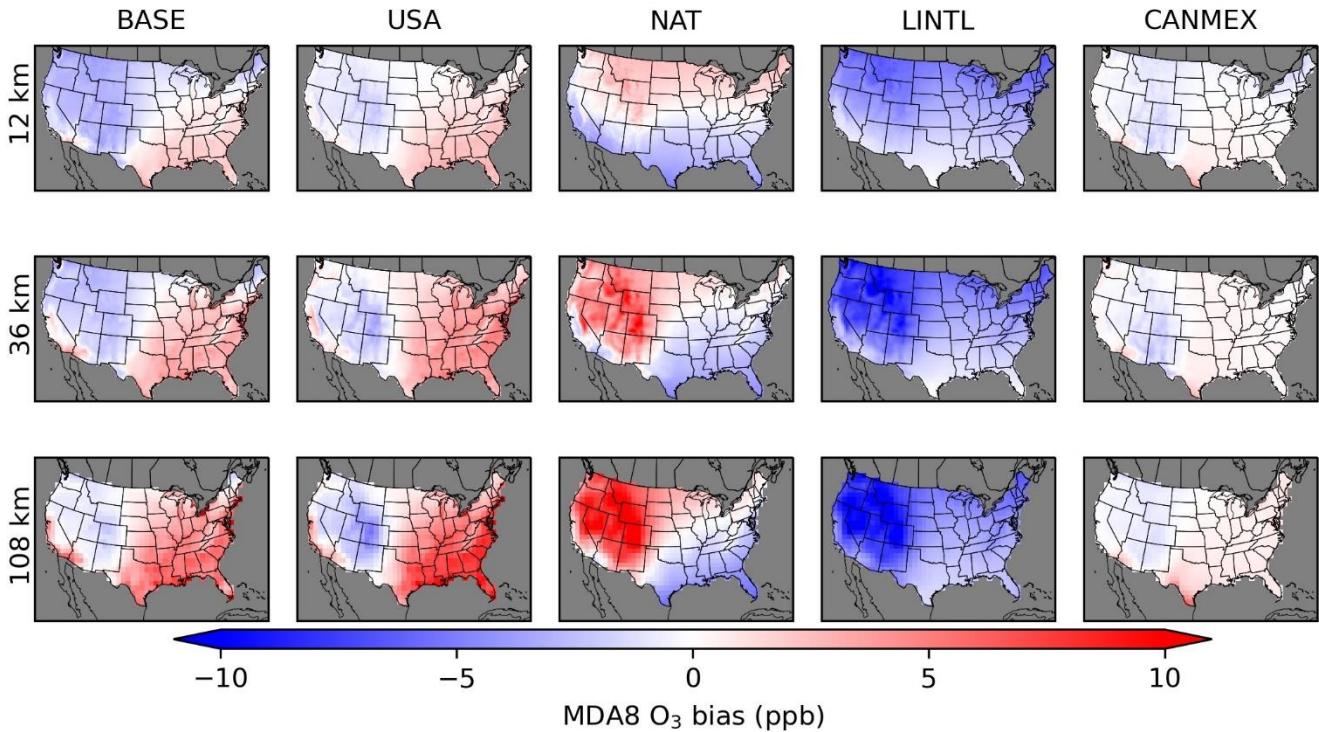 BASE USA NAT LINTL CANMEX
12 km
36 km
108 km
−10 −5 0 5 10
MDA8 O₃ bias (ppb)